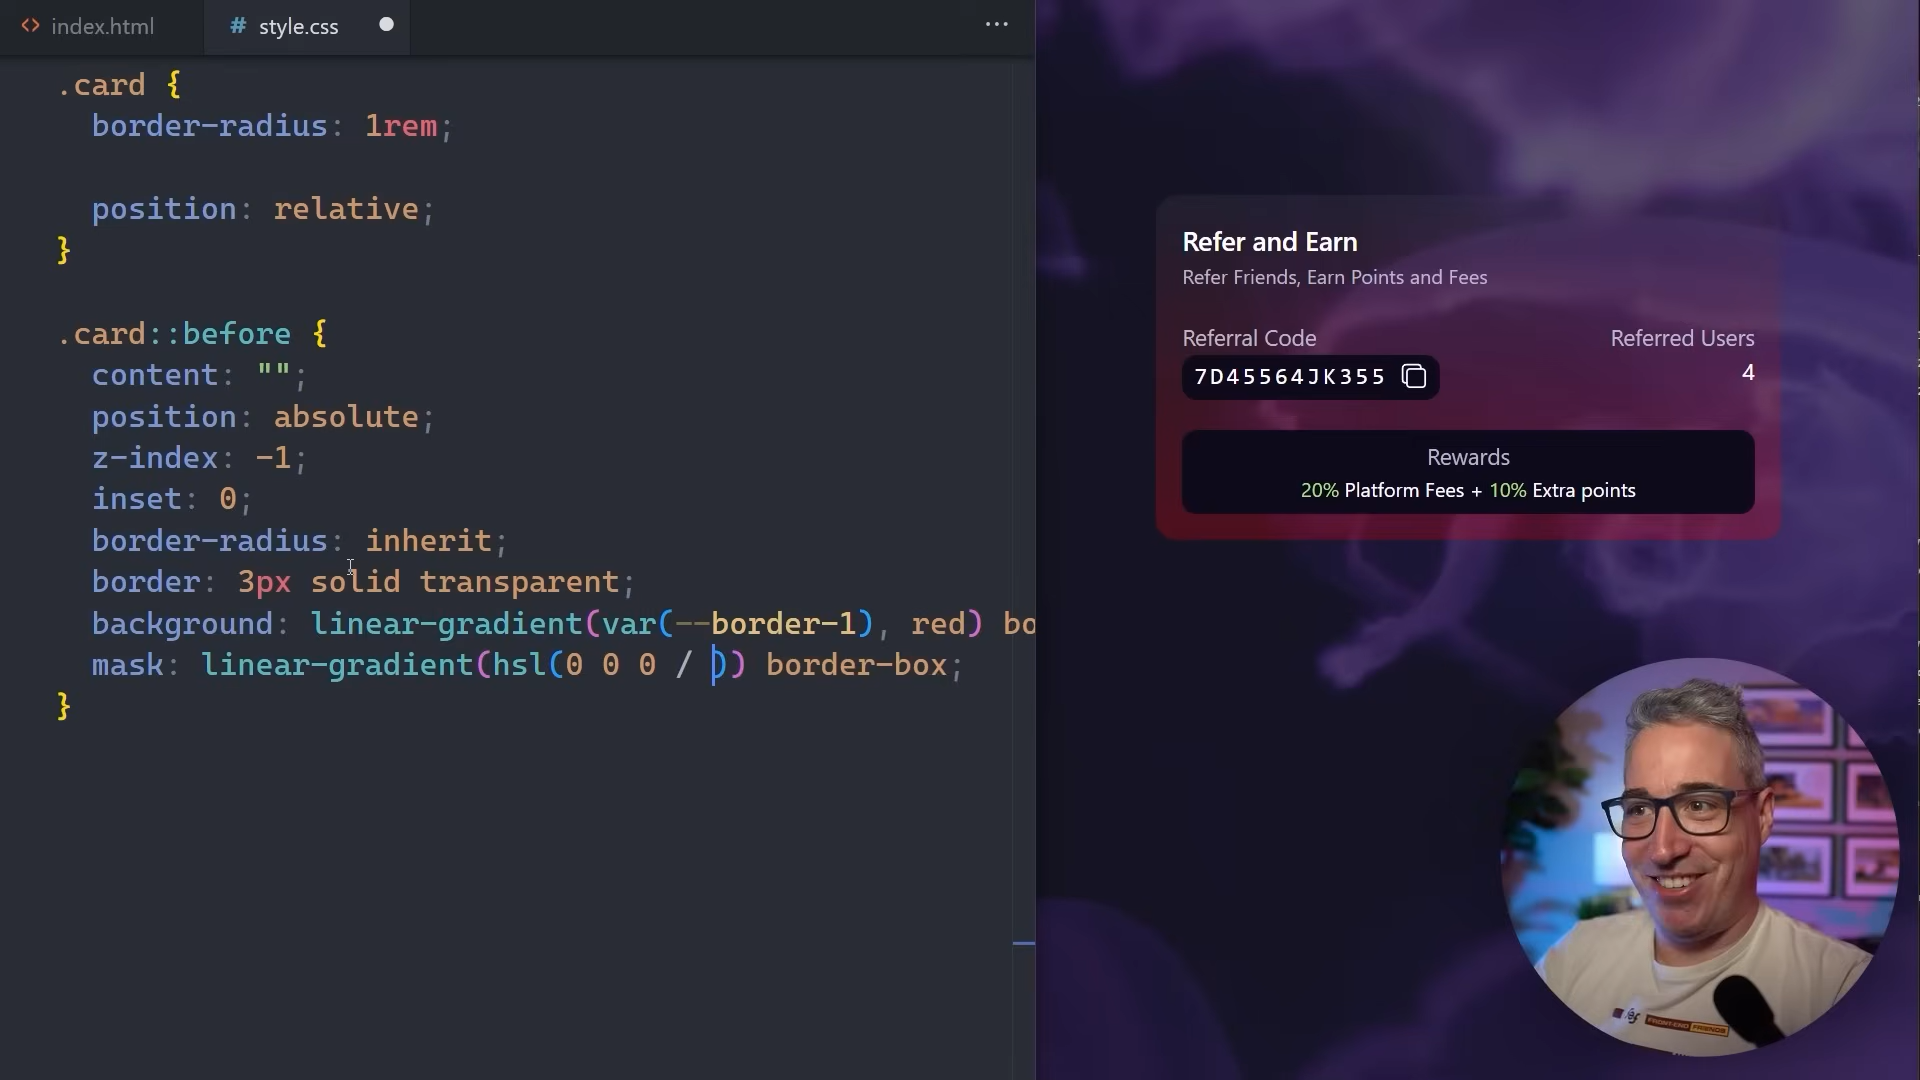 index.html
# style.css
.card {
border-radius: 1rem;
position: relative;
}
.card::before {
content: "";
position: absolute;
z-index: -1;
inset: 0;
border-radius: inherit;
border: 3px solid transparent;
background: linear-gradient(var(--border-1), red) bo
mask: linear-gradient(hsl(0 0 0 / )) border-box;
}
Refer and Earn
Refer Friends, Earn Points and Fees
Referral Code
Referred Users
7D45564JK355
4
Rewards
20% Platform Fees + 10% Extra points
FRONT-END FRIENDS